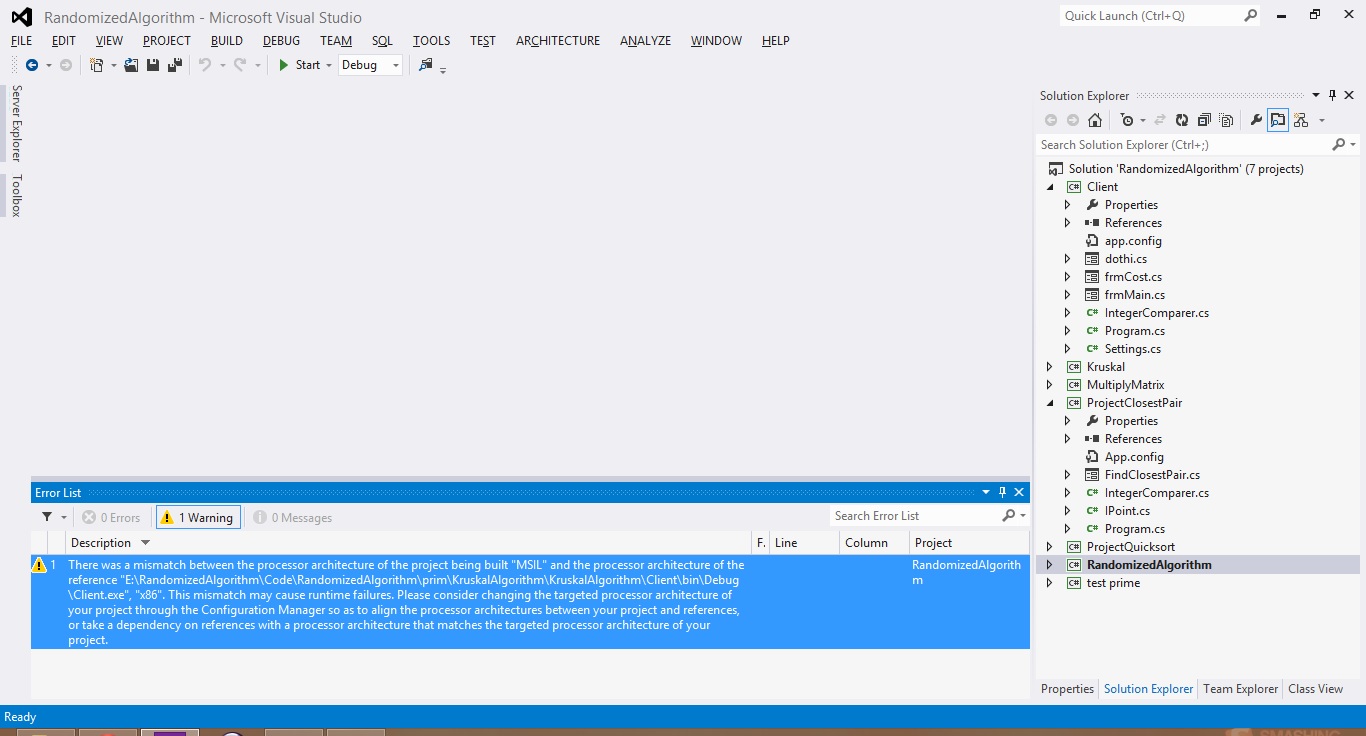 RandomizedAlgorithm - Microsoft Visual Studio
Quick Launch (Ctrl+Q)
FILE EDIT VIEW PROJECT BUILD DEBUG TEAM SQL TOOLS TEST ARCHITECTURE ANALYZE WINDOW HELP
Start Debug
Server Explorer
Toolbox
Solution Explorer
Search Solution Explorer (Ctrl+;)
Solution 'RandomizedAlgorithm' (7 projects)
C# Client
Properties
References
app.config
dothi.cs
frmCost.cs
frmMain.cs
C# IntegerComparer.cs
C# Program.cs
C# Settings.cs
C# Kruskal
C# MultiplyMatrix
C# ProjectClosestPair
Properties
References
App.config
FindClosestPair.cs
C# IntegerComparer.cs
C# IPoint.cs
C# Program.cs
C# ProjectQuicksort
C# RandomizedAlgorithm
C# test prime
Properties Solution Explorer Team Explorer Class View
Error List
0 Errors 1 Warning 0 Messages
Search Error List
Description F. Line Column Project
1 There was a mismatch between the processor architecture of the project being built "MSIL" and the processor architecture of the
reference "E:\RandomizedAlgorithm\Code\RandomizedAlgorithm\prim\KruskalAlgorithm\KruskalAlgorithm\Client\bin\Debug
\Client.exe", "x86". This mismatch may cause runtime failures. Please consider changing the targeted processor architecture of
your project through the Configuration Manager so as to align the processor architectures between your project and references,
or take a dependency on references with a processor architecture that matches the targeted processor architecture of your
project.
RandomizedAlgorith
m
Ready
SMASHING